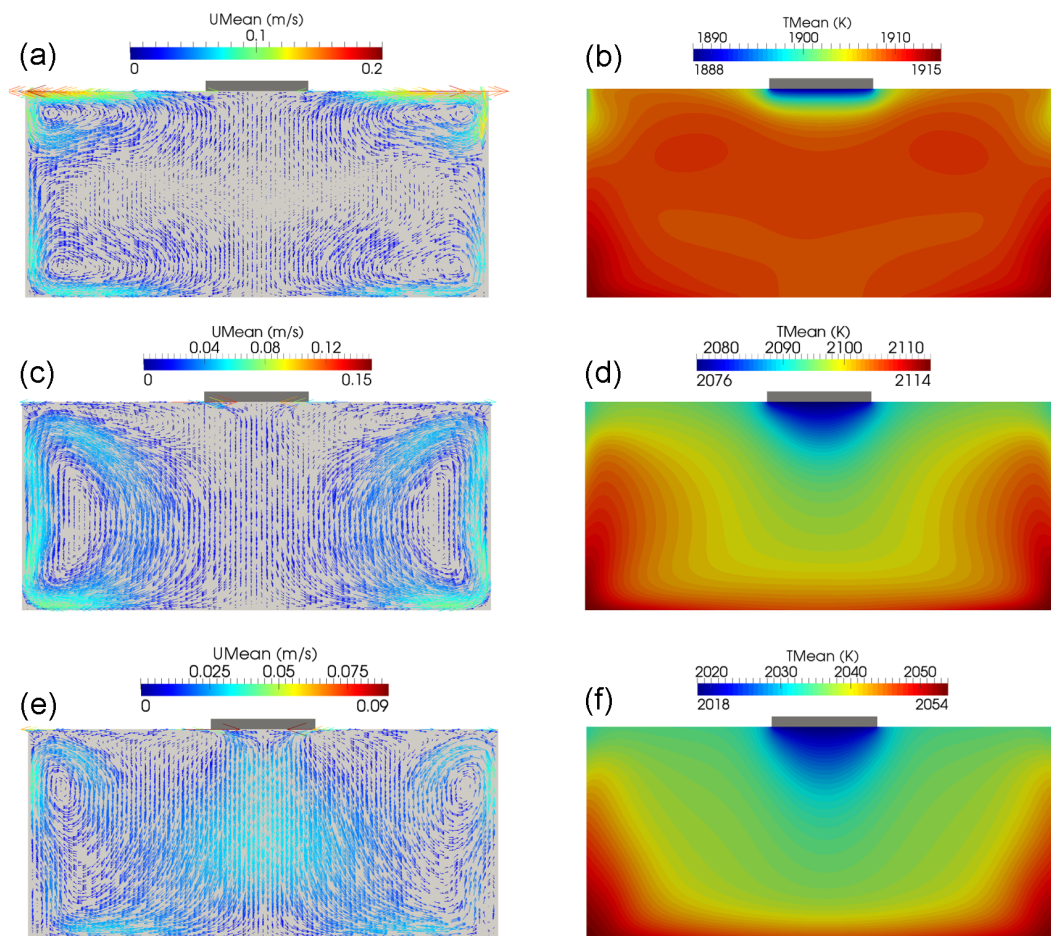 (a)
UMean (m/s)
0.1
0 0.2
(b)
TMean (K)
1890 1900 1910
1888 1915
(c)
UMean (m/s)
0.04 0.08 0.12
0 0.15
(d)
TMean (K)
2080 2090 2100 2110
2076 2114
(e)
UMean (m/s)
0.025 0.05 0.075
0 0.09
(f)
TMean (K)
2020 2030 2040 2050
2018 2054